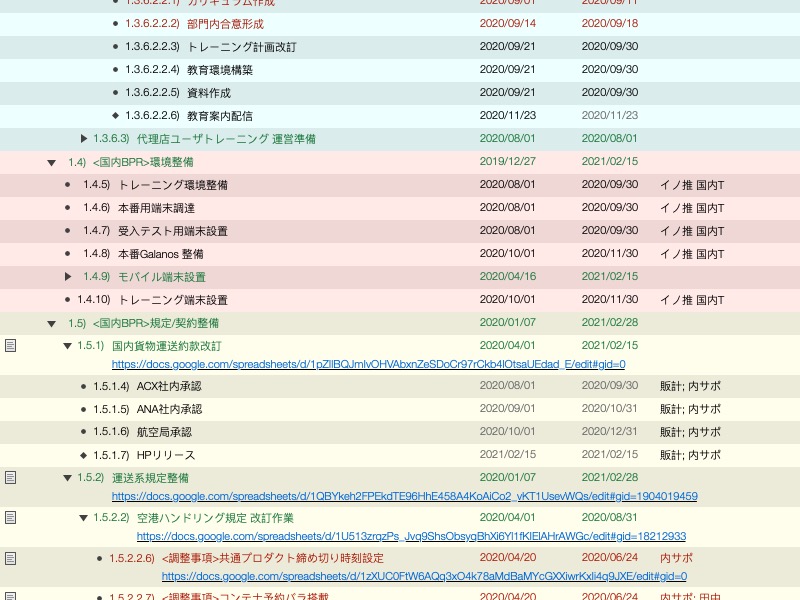 1.3.6.2.2.1) カリキュラム作成 2020/09/01 2020/09/11
1.3.6.2.2.2) 部門内合意形成 2020/09/14 2020/09/18
1.3.6.2.2.3) トレーニング計画改訂 2020/09/21 2020/09/30
1.3.6.2.2.4) 教育環境構築 2020/09/21 2020/09/30
1.3.6.2.2.5) 資料作成 2020/09/21 2020/09/30
1.3.6.2.2.6) 教育案内配信 2020/11/23 2020/11/23
1.3.6.3) 代理店ユーザトレーニング 運営準備 2020/08/01 2020/08/01
1.4) <国内BPR>環境整備 2019/12/27 2021/02/15
1.4.5) トレーニング環境整備 2020/08/01 2020/09/30 イノ推 国内T
1.4.6) 本番用端末調達 2020/08/01 2020/09/30 イノ推 国内T
1.4.7) 受入テスト用端末設置 2020/08/01 2020/09/30 イノ推 国内T
1.4.8) 本番Galanos 整備 2020/10/01 2020/11/30 イノ推 国内T
1.4.9) モバイル端末設置 2020/04/16 2021/02/15
1.4.10) トレーニング端末設置 2020/10/01 2020/11/30 イノ推 国内T
1.5) <国内BPR>規定/契約整備 2020/01/07 2021/02/28
1.5.1) 国内貨物運送約款改訂 2020/04/01 2021/02/15
https://docs.google.com/spreadsheets/d/1pZIlBQJmIvOHVAbxnZeSDoCr97rCkb4lOtsaUEdad_E/edit#gid=0
1.5.1.4) ACX社内承認 2020/08/01 2020/09/30 販計; 内サポ
1.5.1.5) ANA社内承認 2020/09/01 2020/10/31 販計; 内サポ
1.5.1.6) 航空局承認 2020/10/01 2020/12/31 販計; 内サポ
1.5.1.7) HPリリース 2021/02/15 2021/02/15 販計; 内サポ
1.5.2) 運送系規定整備 2020/01/07 2021/02/28
https://docs.google.com/spreadsheets/d/1QBYkeh2FPEkdTE96HhE458A4KoAiCo2_vKT1UsevWQs/edit#gid=1904019459
1.5.2.2) 空港ハンドリング規定 改訂作業 2020/04/01 2020/08/31
https://docs.google.com/spreadsheets/d/1U513zrqzPs_Jvq9ShsObsygBhXl6Yl1fKlElAHrAWGc/edit#gid=18212933
1.5.2.2.6) <調整事項>共通プロダクト締め切り時刻設定 2020/04/20 2020/06/24 内サポ
https://docs.google.com/spreadsheets/d/1zXUC0FtW6AQq3xO4k78aMdBaMYcGXXiwrKxli4q9JXE/edit#gid=0
1.5.2.2.7) <調整事項>コンテナ予約バラ搭載 2020/04/20 2020/06/24 内サポ; 田中